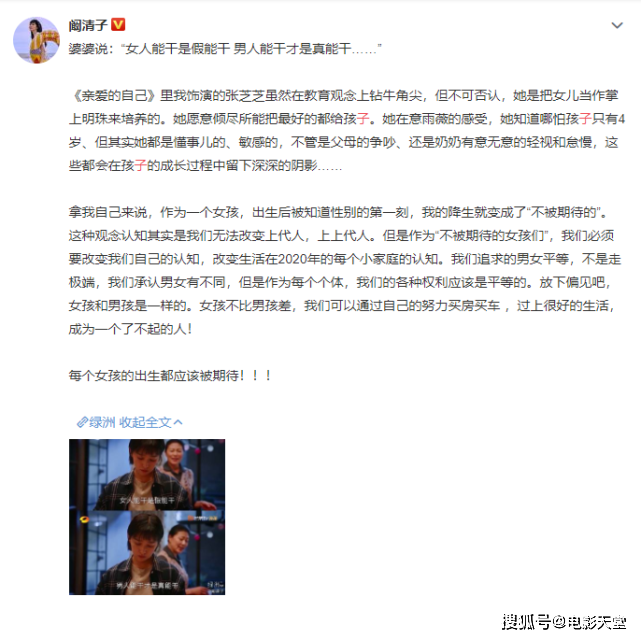 阚清子
婆婆说：“女人能干是假能干 男人能干才是真能干……”
《亲爱的自己》里我饰演的张芝芝虽然在教育观念上钻牛角尖，但不可否认，她是把女儿当作掌
上明珠来培养的。她愿意倾尽所能把最好的都给孩子。她在意雨薇的感受，她知道哪怕孩子只有4
岁、但其实她都是懂事儿的、敏感的，不管是父母的争吵、还是奶奶有意无意的轻视和怠慢，这
些都会在孩子的成长过程中留下深深的阴影……
拿我自己来说，作为一个女孩，出生后被知道性别的第一刻，我的降生就变成了“不被期待的”。
这种观念认知其实是我们无法改变上代人，上上代人。但是作为“不被期待的女孩们”，我们必须
要改变我们自己的认知，改变生活在2020年的每个小家庭的认知。我们追求的男女平等，不是走
极端，我们承认男女有不同，但是作为每个个体，我们的各种权利应该是平等的。放下偏见吧，
女孩和男孩是一样的。女孩不比男孩差，我们可以通过自己的努力买房买车 ，过上很好的生活，
成为一个了不起的人！
每个女孩的出生都应该被期待！！！
绿洲 收起全文
女人能干是假能干
男人能干才是真能干
搜狐号@电影天堂